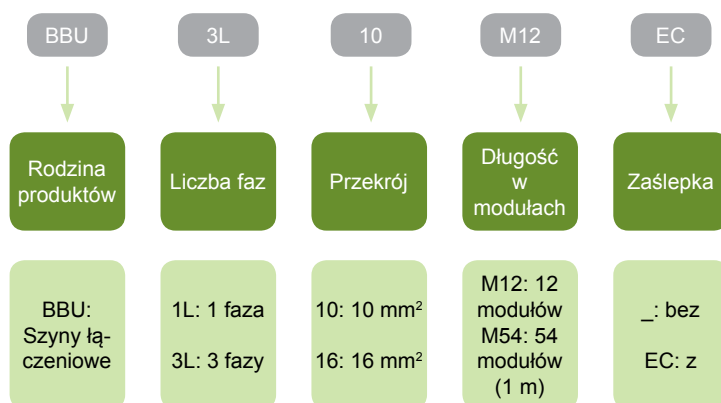 BBU
3L
10
M12
EC
Rodzina
produktów
Liczba faz
Przekrój
Długość
w
modułach
Zaślepka
BBU:
Szyny łą-
czeniowe
1L: 1 faza
3L: 3 fazy
10: 10 mm²
16: 16 mm²
M12: 12
modułów
M54: 54
modułów
(1 m)
_: bez
EC: z